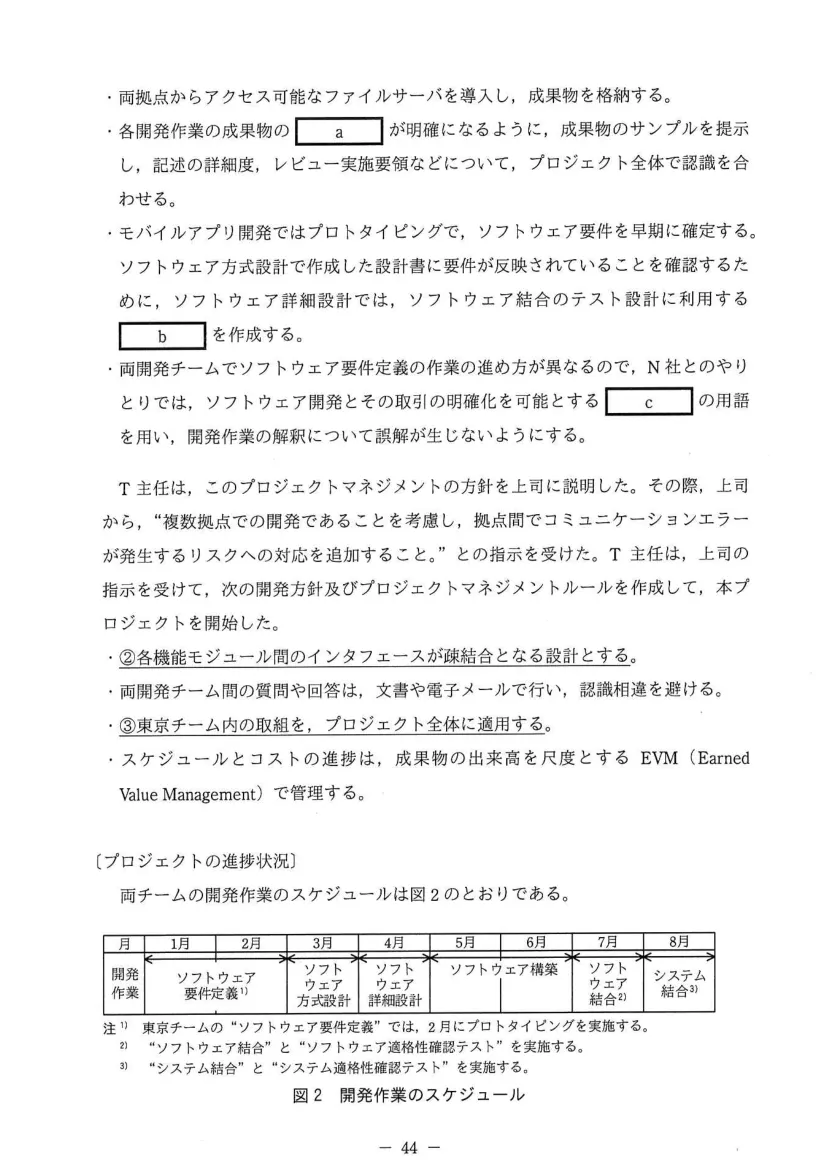 ・両拠点からアクセス可能なファイルサーバを導入し，成果物を格納する。
・各開発作業の成果物の a が明確になるように，成果物のサンプルを提示
し，記述の詳細度，レビュー実施要領などについて，プロジェクト全体で認識を合
わせる。
・モバイルアプリ開発ではプロトタイピングで，ソフトウェア要件を早期に確定する。
ソフトウェア方式設計で作成した設計書に要件が反映されていることを確認するた
めに，ソフトウェア詳細設計では，ソフトウェア結合のテスト設計に利用する
b を作成する。
・両開発チームでソフトウェア要件定義の作業の進め方が異なるので，N 社とのやり
とりでは，ソフトウェア開発とその取引の明確化を可能とする c の用語
を用い，開発作業の解釈について誤解が生じないようにする。
T 主任は，このプロジェクトマネジメントの方針を上司に説明した。その際，上司
から，“複数拠点での開発であることを考慮し，拠点間でコミュニケーションエラー
が発生するリスクへの対応を追加すること。”との指示を受けた。T 主任は，上司の
指示を受けて，次の開発方針及びプロジェクトマネジメントルールを作成して，本プ
ロジェクトを開始した。
・②各機能モジュール間のインタフェースが疎結合となる設計とする。
・両開発チーム間の質問や回答は，文書や電子メールで行い，認識相違を避ける。
・③東京チーム内の取組を，プロジェクト全体に適用する。
・スケジュールとコストの進捗は，成果物の出来高を尺度とする EVM（Earned
Value Management）で管理する。
〔プロジェクトの進捗状況〕
両チームの開発作業のスケジュールは図 2 のとおりである。
月 1月 2月 3月 4月 5月 6月 7月 8月
開発
作業
ソフトウェア
要件定義1)
ソフト
ウェア
方式設計
ソフト
ウェア
詳細設計
ソフトウェア構築
ソフト
ウェア
結合2)
システム
結合3)
注 1) 東京チームの“ソフトウェア要件定義”では，2 月にプロトタイピングを実施する。
2) “ソフトウェア結合”と“ソフトウェア適格性確認テスト”を実施する。
3) “システム結合”と“システム適格性確認テスト”を実施する。
図 2 開発作業のスケジュール
－ 44 －